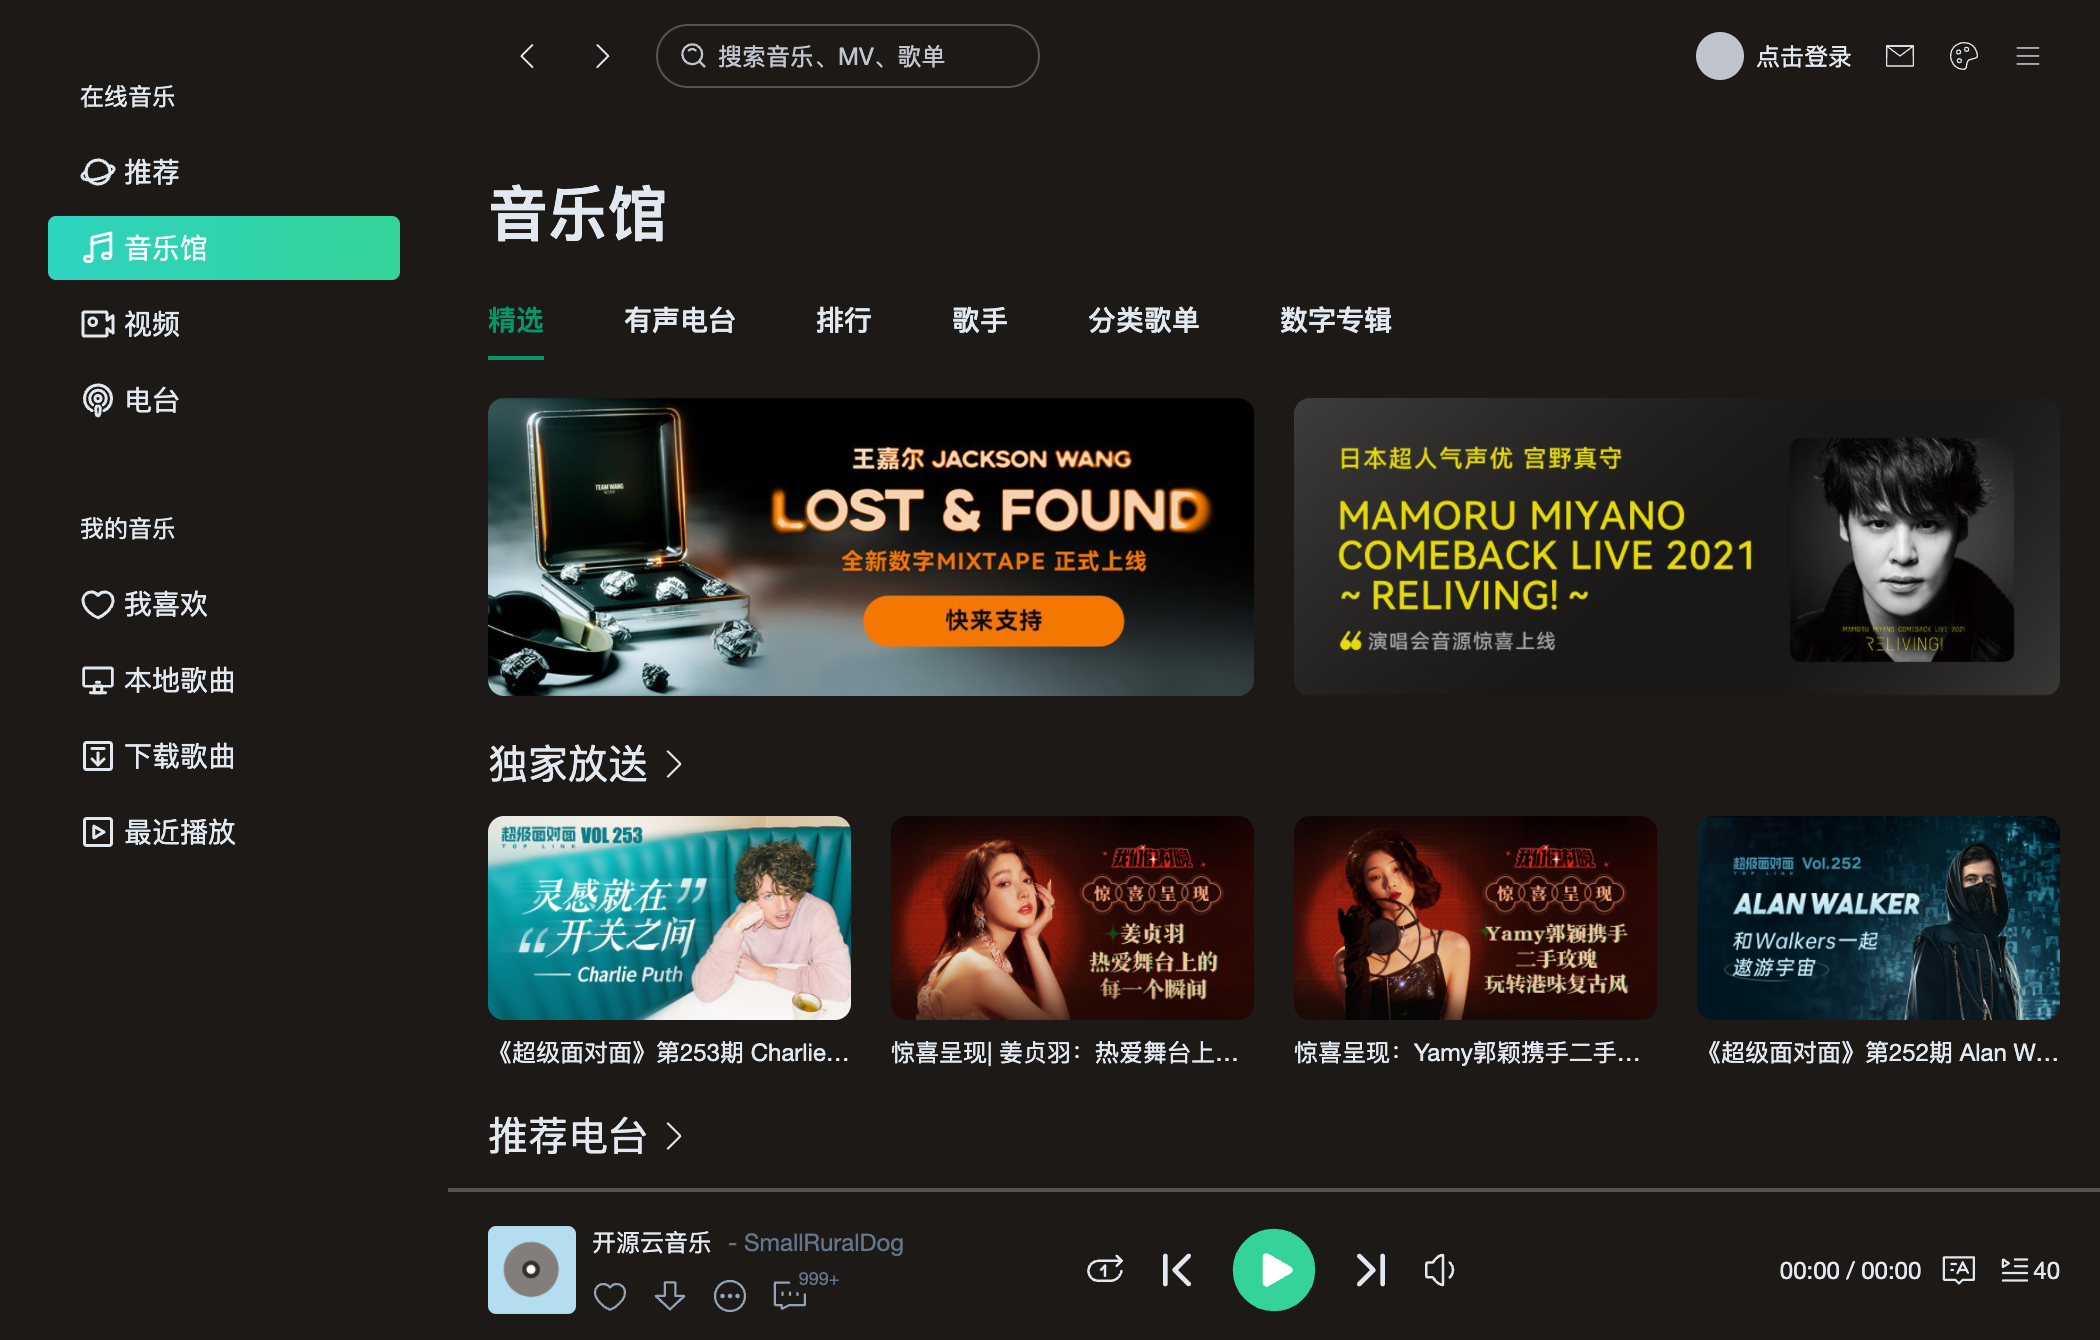 搜索音乐、MV、歌单
点击登录
在线音乐
推荐
音乐馆
视频
电台
我的音乐
我喜欢
本地歌曲
下载歌曲
最近播放
音乐馆
精选 有声电台 排行 歌手 分类歌单 数字专辑
TEAM WANG
王嘉尔 JACKSON WANG
LOST & FOUND
全新数字MIXTAPE 正式上线
快来支持
日本超人气声优 宫野真守
MAMORU MIYANO
COMEBACK LIVE 2021
~ RELIVING! ~
演唱会音源惊喜上线
MAMORU MIYANO COMEBACK LIVE 2021
RELIVING!
独家放送
超级面对面 VOL 253
TOP LINK
灵感就在”
“开关之间
—— Charlie Puth
惊喜呈现
姜贞羽
热爱舞台上的
每一个瞬间
惊喜呈现
Yamy郭颖携手
二手玫瑰
玩转港味复古风
超级面对面 Vol.252
TOP LINK
ALAN WALKER
和Walkers一起
遨游宇宙
《超级面对面》第253期 Charlie...
惊喜呈现| 姜贞羽：热爱舞台上...
惊喜呈现：Yamy郭颖携手二手...
《超级面对面》第252期 Alan W...
推荐电台
开源云音乐 - SmallRuralDog
999+
1
00:00 / 00:00
A
40